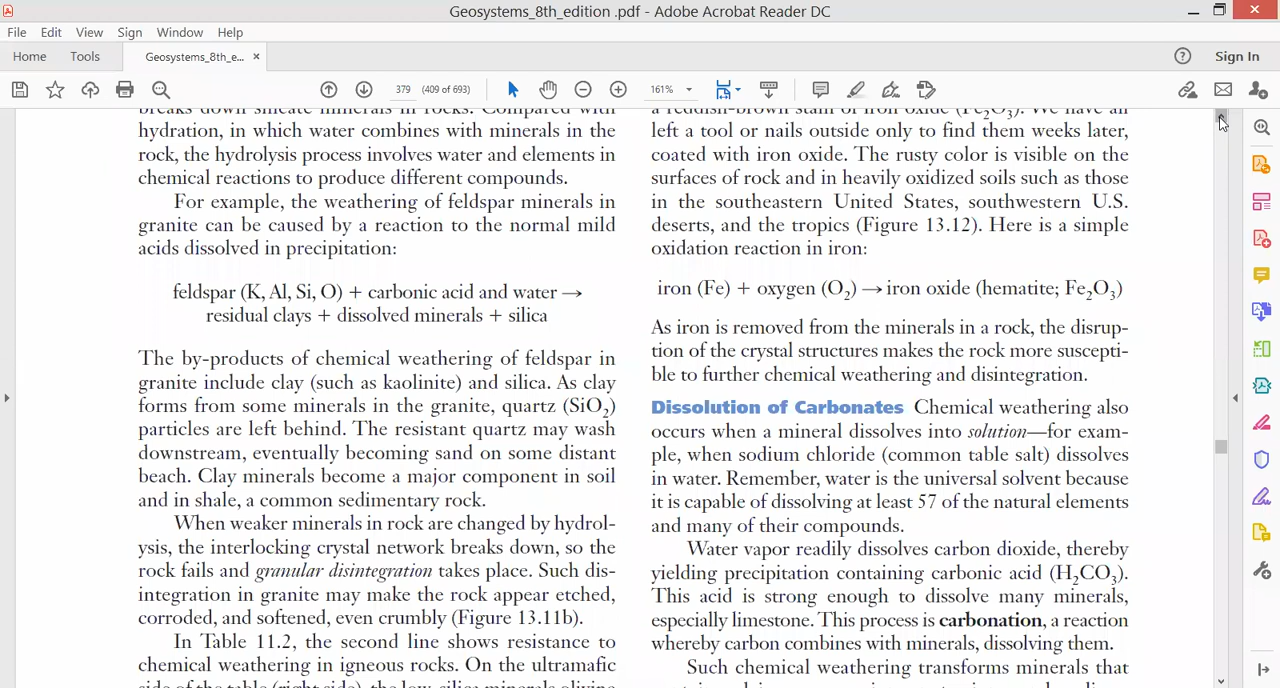 Geosystems_8th_edition .pdf - Adobe Acrobat Reader DC
File Edit View Sign Window Help
Home Tools Geosystems_8th_e... × Sign In
379 (409 of 693) 161%
breaks down silicate minerals in rocks. Compared with
hydration, in which water combines with minerals in the
rock, the hydrolysis process involves water and elements in
chemical reactions to produce different compounds.
For example, the weathering of feldspar minerals in
granite can be caused by a reaction to the normal mild
acids dissolved in precipitation:
feldspar (K, Al, Si, O) + carbonic acid and water →
residual clays + dissolved minerals + silica
The by-products of chemical weathering of feldspar in
granite include clay (such as kaolinite) and silica. As clay
forms from some minerals in the granite, quartz (SiO₂)
particles are left behind. The resistant quartz may wash
downstream, eventually becoming sand on some distant
beach. Clay minerals become a major component in soil
and in shale, a common sedimentary rock.
When weaker minerals in rock are changed by hydrol-
ysis, the interlocking crystal network breaks down, so the
rock fails and granular disintegration takes place. Such dis-
integration in granite may make the rock appear etched,
corroded, and softened, even crumbly (Figure 13.11b).
In Table 11.2, the second line shows resistance to
chemical weathering in igneous rocks. On the ultramafic
side of the table (right side), the low-silica minerals olivine
a reddish-brown stain of iron oxide (Fe₂O₃). We have all
left a tool or nails outside only to find them weeks later,
coated with iron oxide. The rusty color is visible on the
surfaces of rock and in heavily oxidized soils such as those
in the southeastern United States, southwestern U.S.
deserts, and the tropics (Figure 13.12). Here is a simple
oxidation reaction in iron:
iron (Fe) + oxygen (O₂) → iron oxide (hematite; Fe₂O₃)
As iron is removed from the minerals in a rock, the disrup-
tion of the crystal structures makes the rock more suscepti-
ble to further chemical weathering and disintegration.
Dissolution of Carbonates Chemical weathering also
occurs when a mineral dissolves into solution—for exam-
ple, when sodium chloride (common table salt) dissolves
in water. Remember, water is the universal solvent because
it is capable of dissolving at least 57 of the natural elements
and many of their compounds.
Water vapor readily dissolves carbon dioxide, thereby
yielding precipitation containing carbonic acid (H₂CO₃).
This acid is strong enough to dissolve many minerals,
especially limestone. This process is carbonation, a reaction
whereby carbon combines with minerals, dissolving them.
Such chemical weathering transforms minerals that